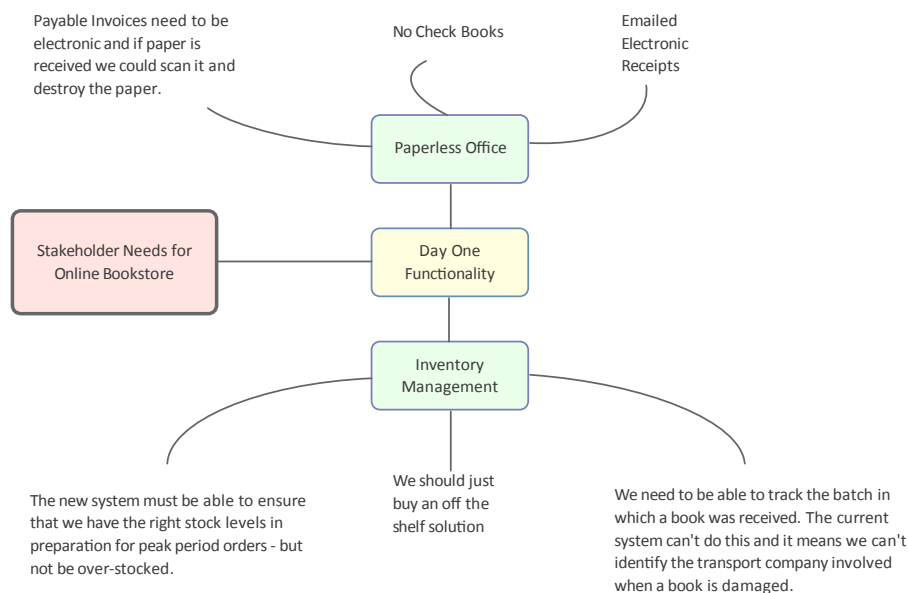 Payable Invoices need to be
electronic and if paper is
received we could scan it and
destroy the paper.
No Check Books
Emailed
Electronic
Receipts
Paperless Office
Stakeholder Needs for
Online Bookstore
Day One
Functionality
Inventory
Management
The new system must be able to ensure
that we have the right stock levels in
preparation for peak period orders - but
not be over-stocked.
We should just
buy an off the
shelf solution
We need to be able to track the batch in
which a book was received. The current
system can't do this and it means we can't
identify the transport company involved
when a book is damaged.